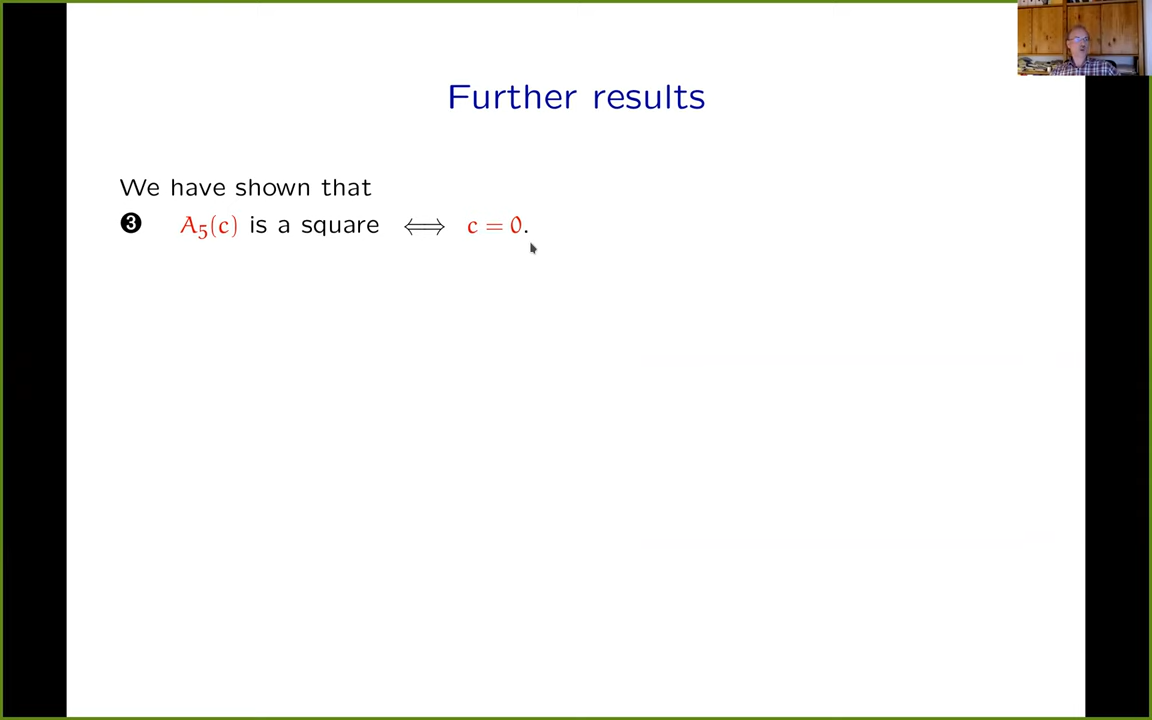 Further results
We have shown that
❸ A₅(c) is a square ⟺ c = 0.